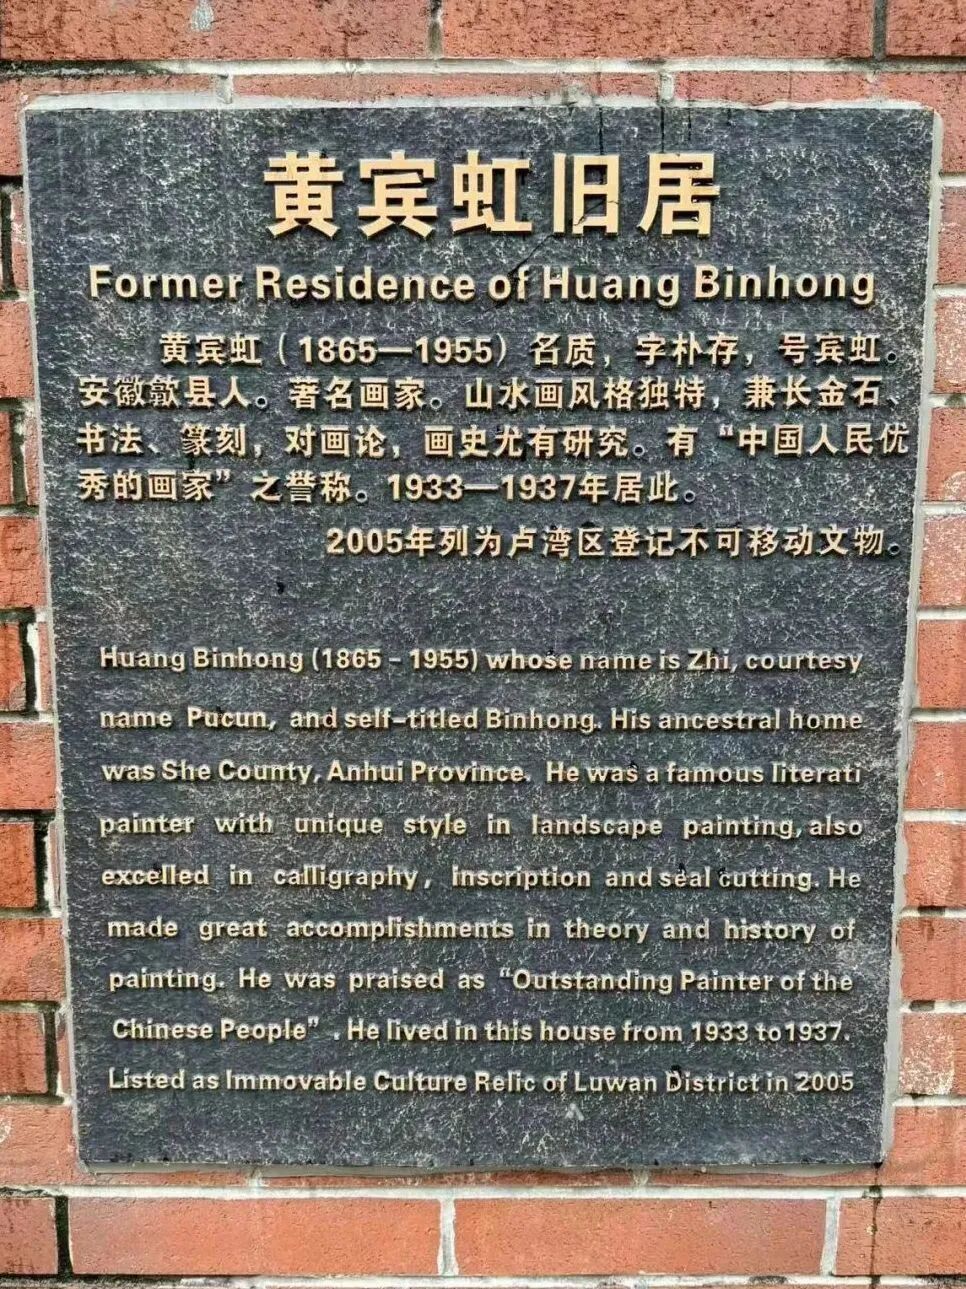 黄宾虹旧居
Former Residence of Huang Binhong
黄宾虹（1865—1955）名质，字朴存，号宾虹。
安徽歙县人。著名画家。山水画风格独特，兼长金石、
书法、篆刻，对画论，画史尤有研究。有“中国人民优
秀的画家”之誉称。1933—1937年居此。
2005年列为卢湾区登记不可移动文物。
Huang Binhong (1865 - 1955) whose name is Zhi, courtesy
name Pucun, and self-titled Binhong. His ancestral home
was She County, Anhui Province. He was a famous literati
painter with unique style in landscape painting, also
excelled in calligraphy, inscription and seal cutting. He
made great accomplishments in theory and history of
painting. He was praised as “Outstanding Painter of the
Chinese People” . He lived in this house from 1933 to1937.
Listed as Immovable Culture Relic of Luwan District in 2005